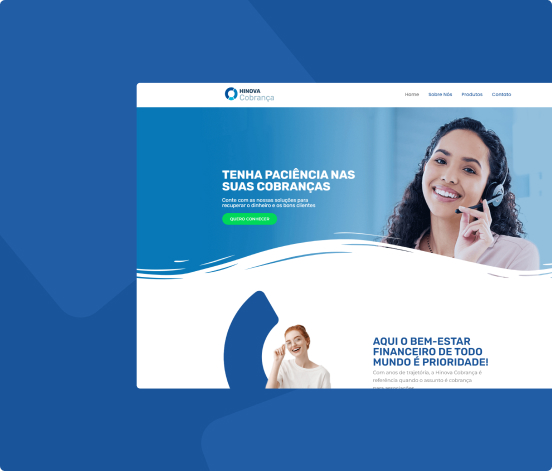 HINOVA
Cobrança
Home Sobre Nós Produtos Contato
TENHA PACIÊNCIA NAS
SUAS COBRANÇAS
Conte com as nossas soluções para
recuperar o dinheiro e os bons clientes
QUERO CONHECER
AQUI O BEM-ESTAR
FINANCEIRO DE TODO
MUNDO É PRIORIDADE!
Com anos de trajetória, a Hinova Cobrança é
referência quando o assunto é cobrança